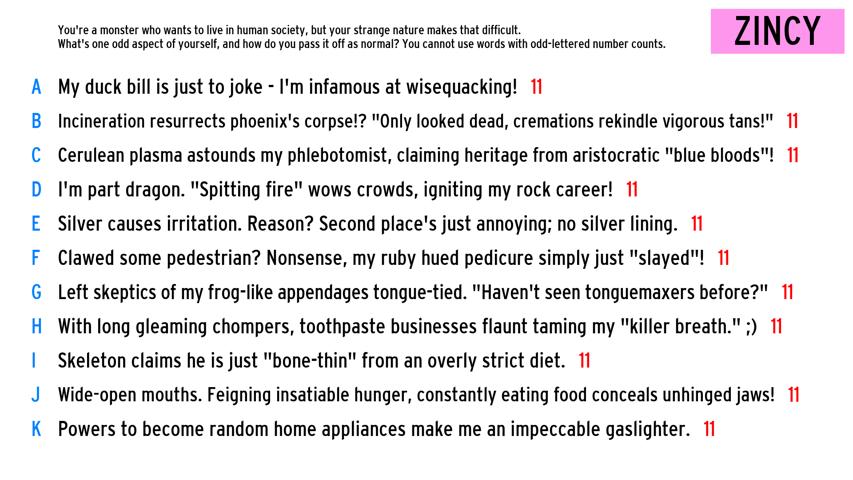 You're a monster who wants to live in human society, but your strange nature makes that difficult.
What's one odd aspect of yourself, and how do you pass it off as normal? You cannot use words with odd-lettered number counts.
ZINCY
A My duck bill is just to joke - I'm infamous at wisequacking! 11
B Incineration resurrects phoenix's corpse!? "Only looked dead, cremations rekindle vigorous tans!" 11
C Cerulean plasma astounds my phlebotomist, claiming heritage from aristocratic "blue bloods"! 11
D I'm part dragon. "Spitting fire" wows crowds, igniting my rock career! 11
E Silver causes irritation. Reason? Second place's just annoying; no silver lining. 11
F Clawed some pedestrian? Nonsense, my ruby hued pedicure simply just "slayed"! 11
G Left skeptics of my frog-like appendages tongue-tied. "Haven't seen tonguemaxers before?" 11
H With long gleaming chompers, toothpaste businesses flaunt taming my "killer breath." ;) 11
I Skeleton claims he is just "bone-thin" from an overly strict diet. 11
J Wide-open mouths. Feigning insatiable hunger, constantly eating food conceals unhinged jaws! 11
K Powers to become random home appliances make me an impeccable gaslighter. 11